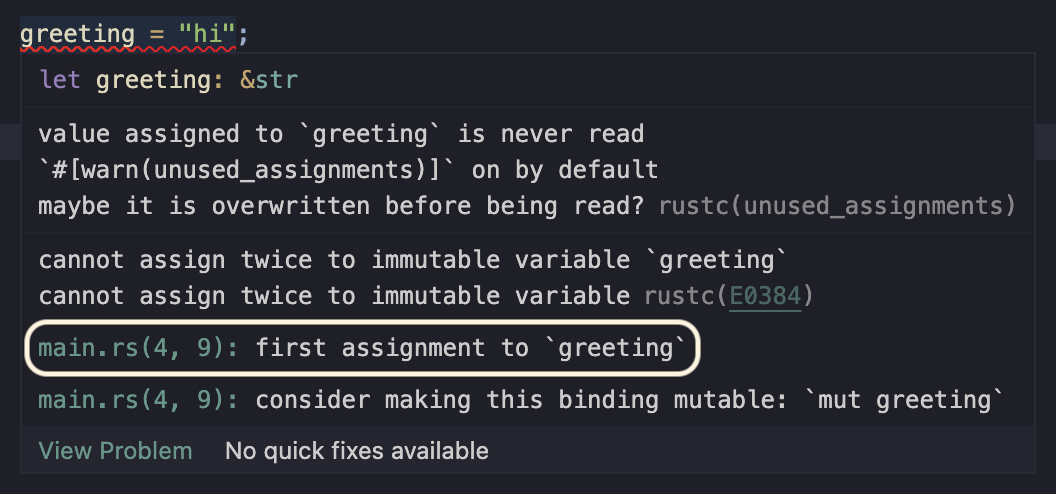 greeting = "hi";
let greeting: &str
value assigned to `greeting` is never read
`#[warn(unused_assignments)]` on by default
maybe it is overwritten before being read? rustc(unused_assignments)
cannot assign twice to immutable variable `greeting`
cannot assign twice to immutable variable rustc(E0384)
main.rs(4, 9): first assignment to `greeting`
main.rs(4, 9): consider making this binding mutable: `mut greeting`
View Problem No quick fixes available